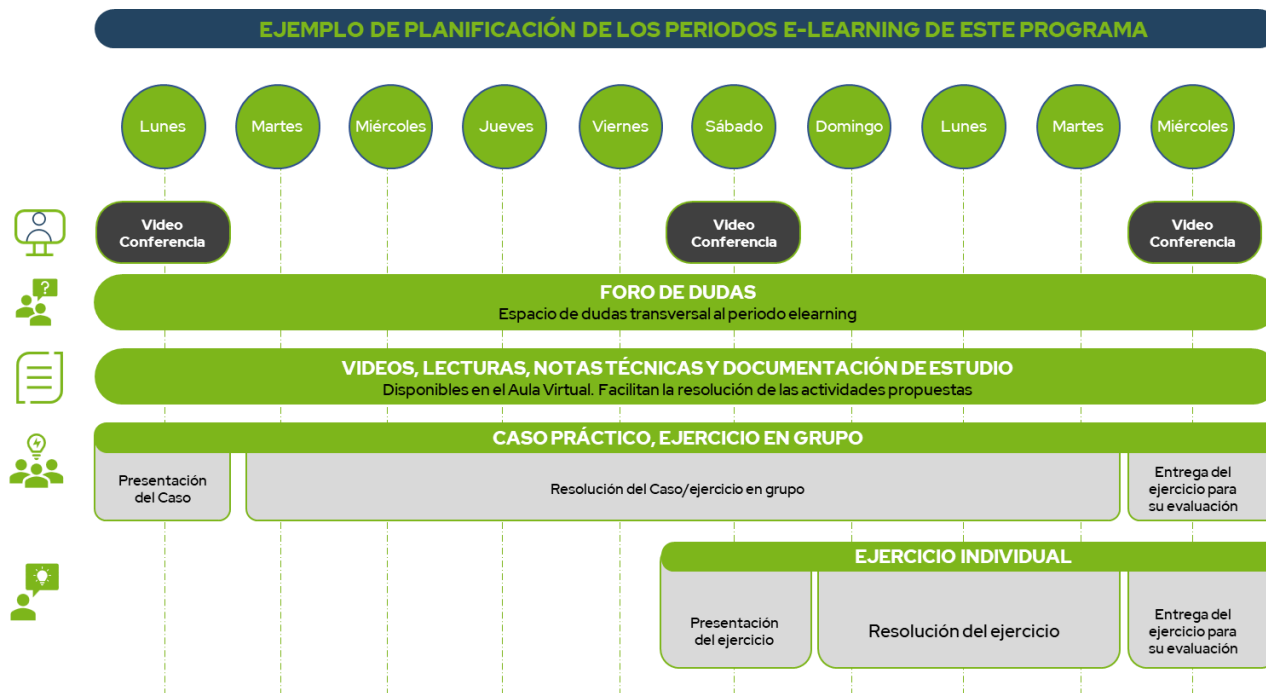 EJEMPLO DE PLANIFICACIÓN DE LOS PERIODOS E-LEARNING DE ESTE PROGRAMA
Lunes
Martes
Miércoles
Jueves
Viernes
Sábado
Domingo
Lunes
Martes
Miércoles
Video
Conferencia
Video
Conferencia
Video
Conferencia
?
FORO DE DUDAS
Espacio de dudas transversal al periodo elearning
VIDEOS, LECTURAS, NOTAS TÉCNICAS Y DOCUMENTACIÓN DE ESTUDIO
Disponibles en el Aula Virtual. Facilitan la resolución de las actividades propuestas
CASO PRÁCTICO, EJERCICIO EN GRUPO
Presentación
del Caso
Resolución del Caso/ejercicio en grupo
Entrega del
ejercicio para
su evaluación
EJERCICIO INDIVIDUAL
Presentación
del ejercicio
Resolución del ejercicio
Entrega del
ejercicio para
su evaluación